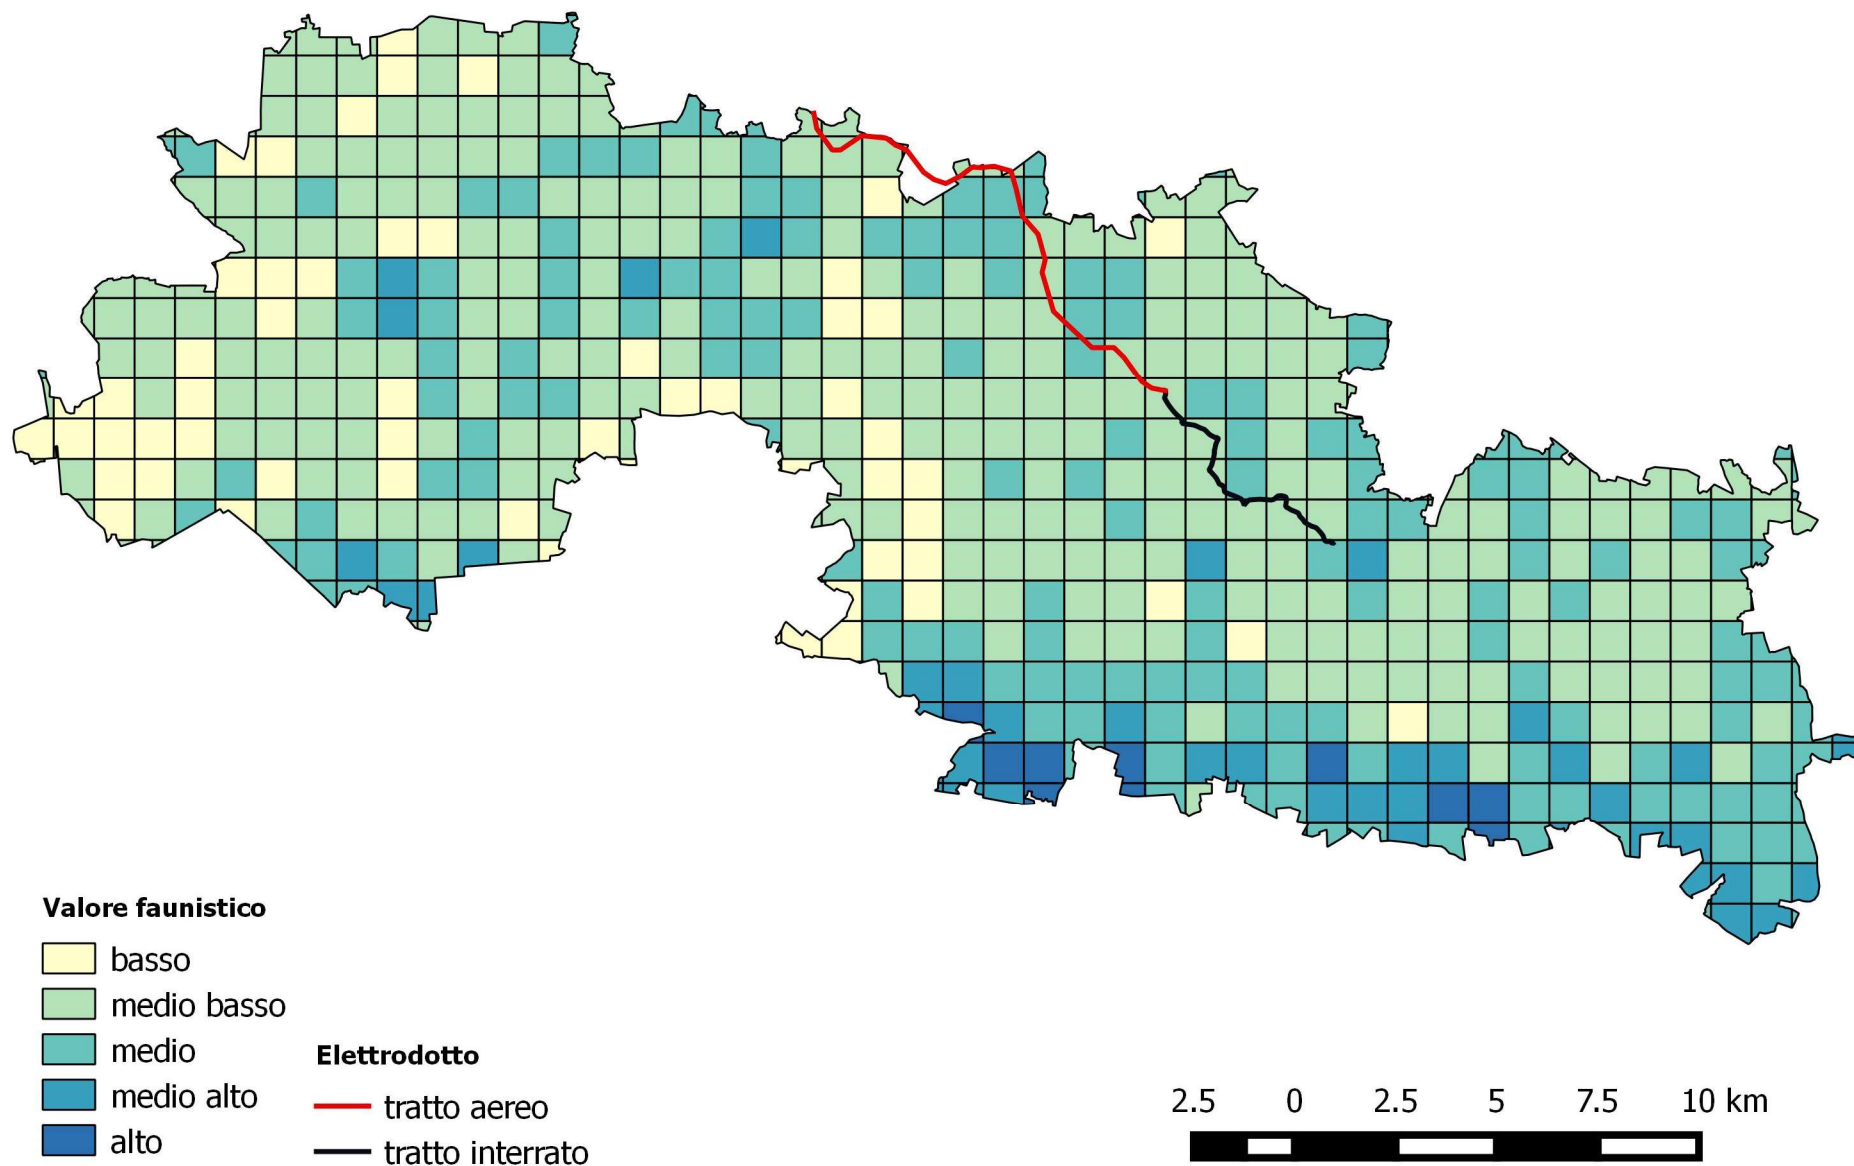 Valore faunistico
basso
medio basso
medio
medio alto
alto
Elettrodotto
tratto aereo
tratto interrato
2.5 0 2.5 5 7.5 10 km